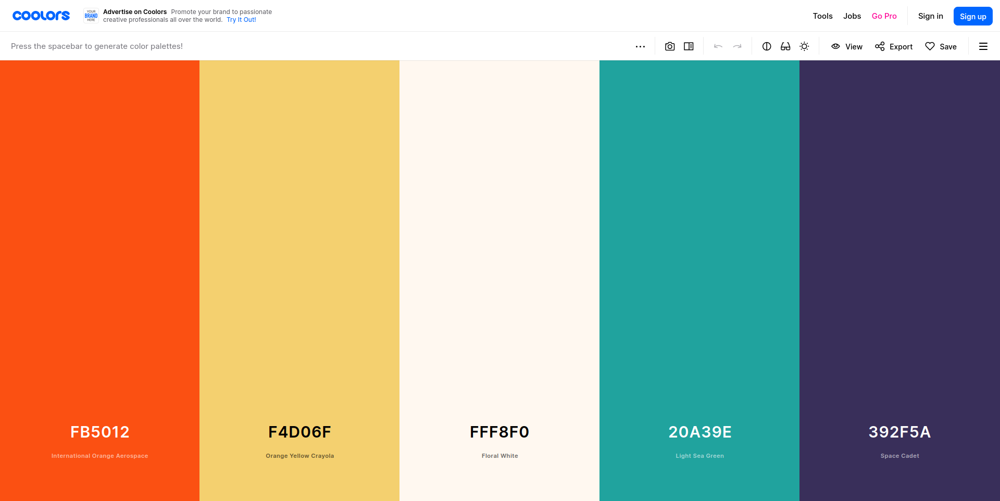 coolors
YOUR
BRAND
HERE
Advertise on Coolors Promote your brand to passionate
creative professionals all over the world. Try It Out!
Tools Jobs Go Pro Sign in Sign up
Press the spacebar to generate color palettes!
View Export Save
FB5012 F4D06F FFF8F0 20A39E 392F5A
International Orange Aerospace Orange Yellow Crayola Floral White Light Sea Green Space Cadet